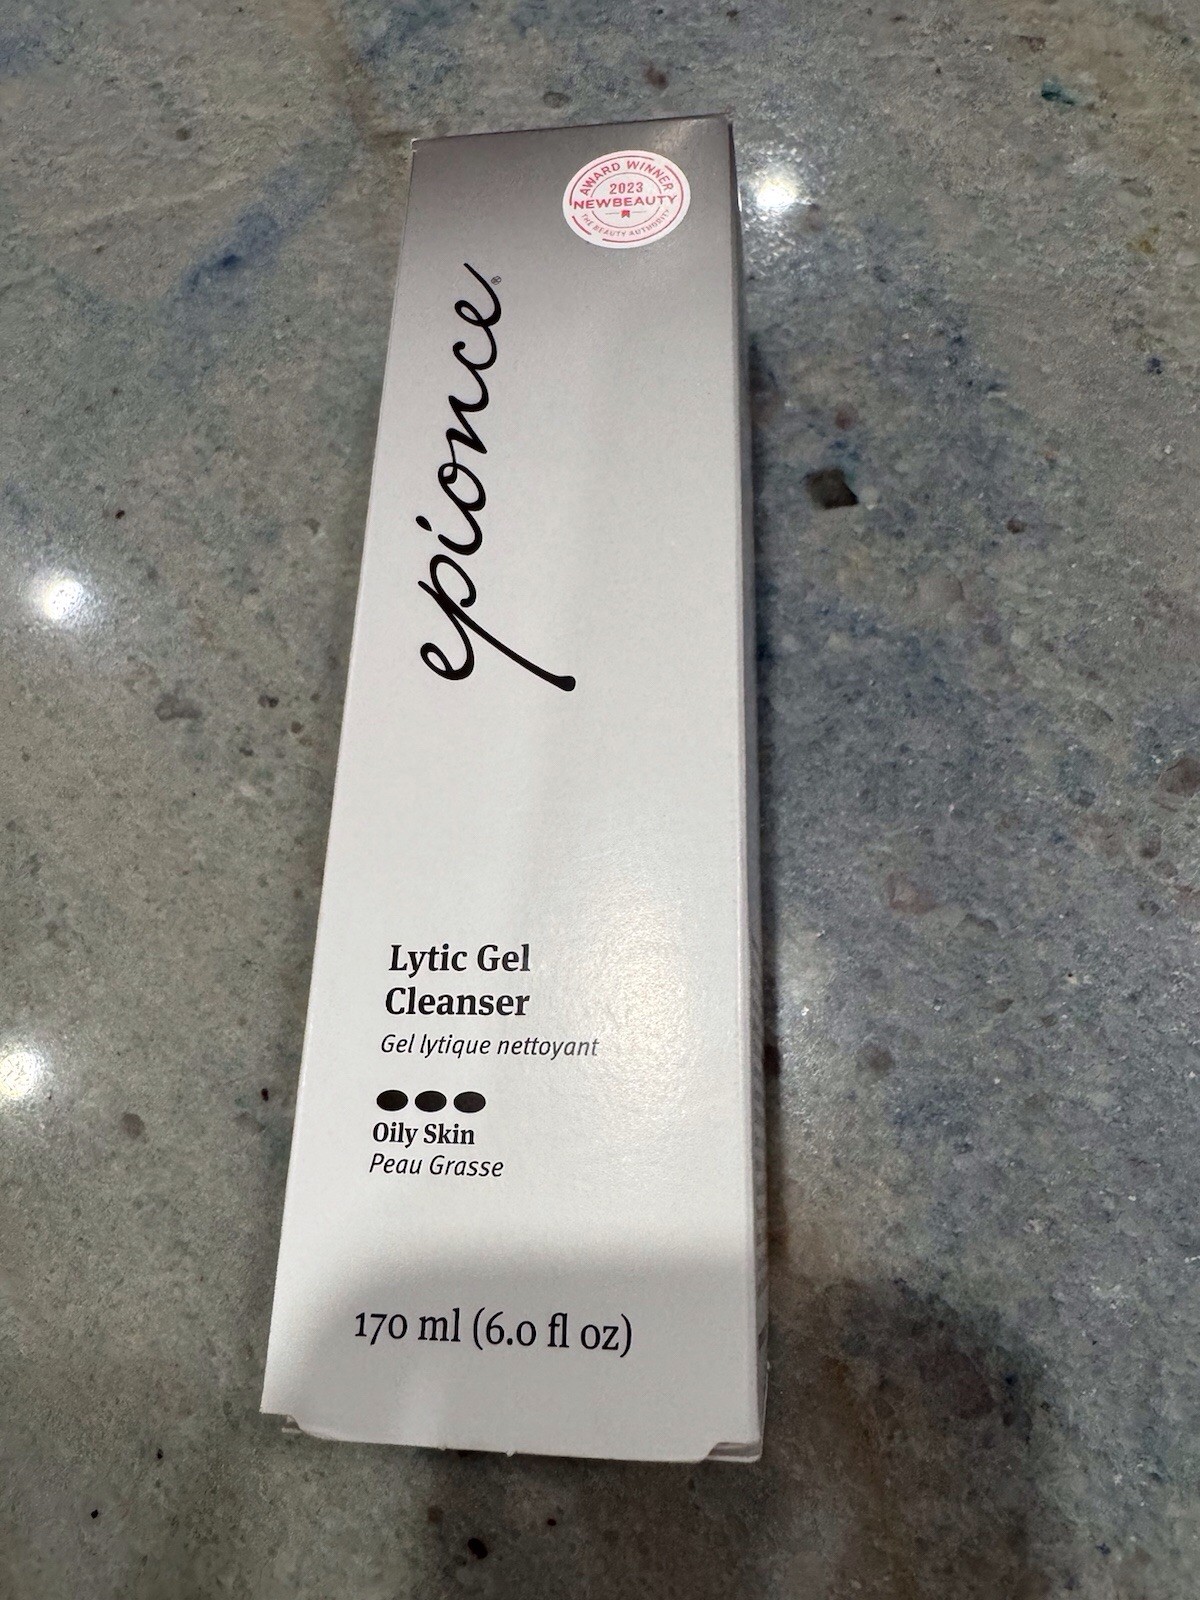 AWARD WINNER
2023
NEWBEAUTY
THE BEAUTY AUTHORITY
epionce®
Lytic Gel
Cleanser
Gel lytique nettoyant
Oily Skin
Peau Grasse
170 ml (6.0 fl oz)